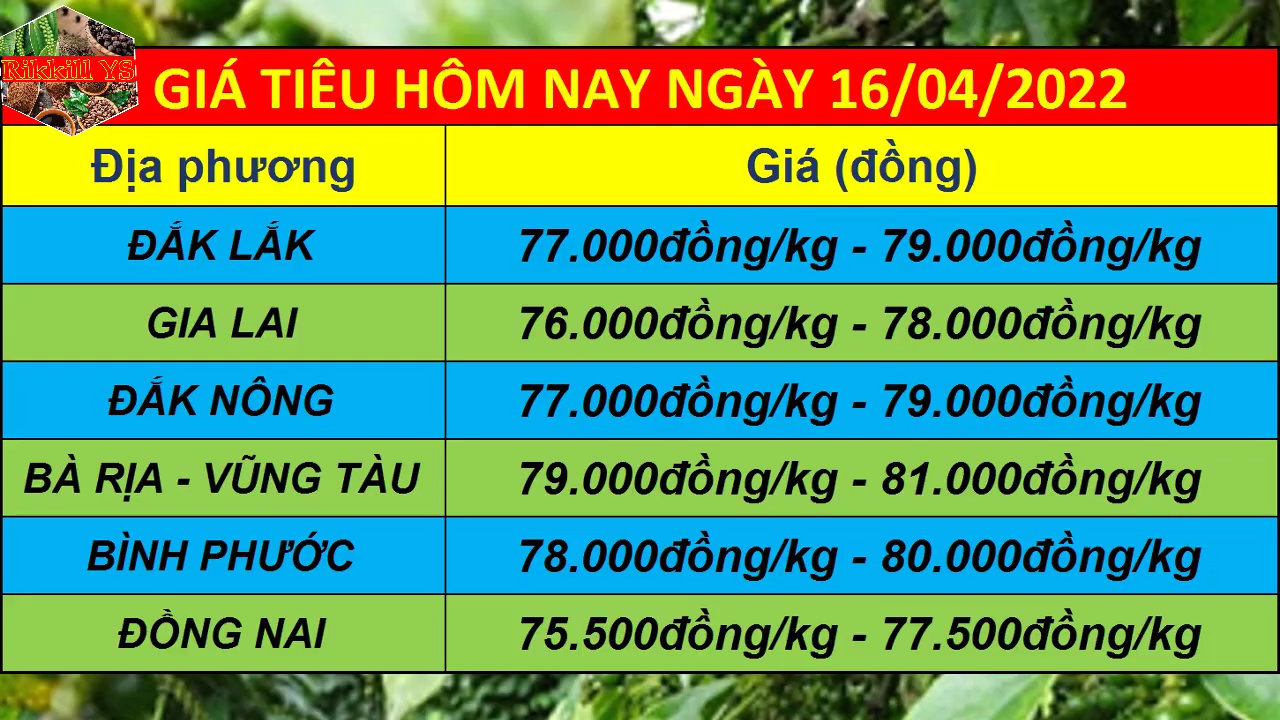 Rikkill YS
GIÁ TIÊU HÔM NAY NGÀY 16/04/2022
Địa phương Giá (đồng)
ĐẮK LẮK 77.000đồng/kg - 79.000đồng/kg
GIA LAI 76.000đồng/kg - 78.000đồng/kg
ĐẮK NÔNG 77.000đồng/kg - 79.000đồng/kg
BÀ RỊA - VŨNG TÀU 79.000đồng/kg - 81.000đồng/kg
BÌNH PHƯỚC 78.000đồng/kg - 80.000đồng/kg
ĐỒNG NAI 75.500đồng/kg - 77.500đồng/kg